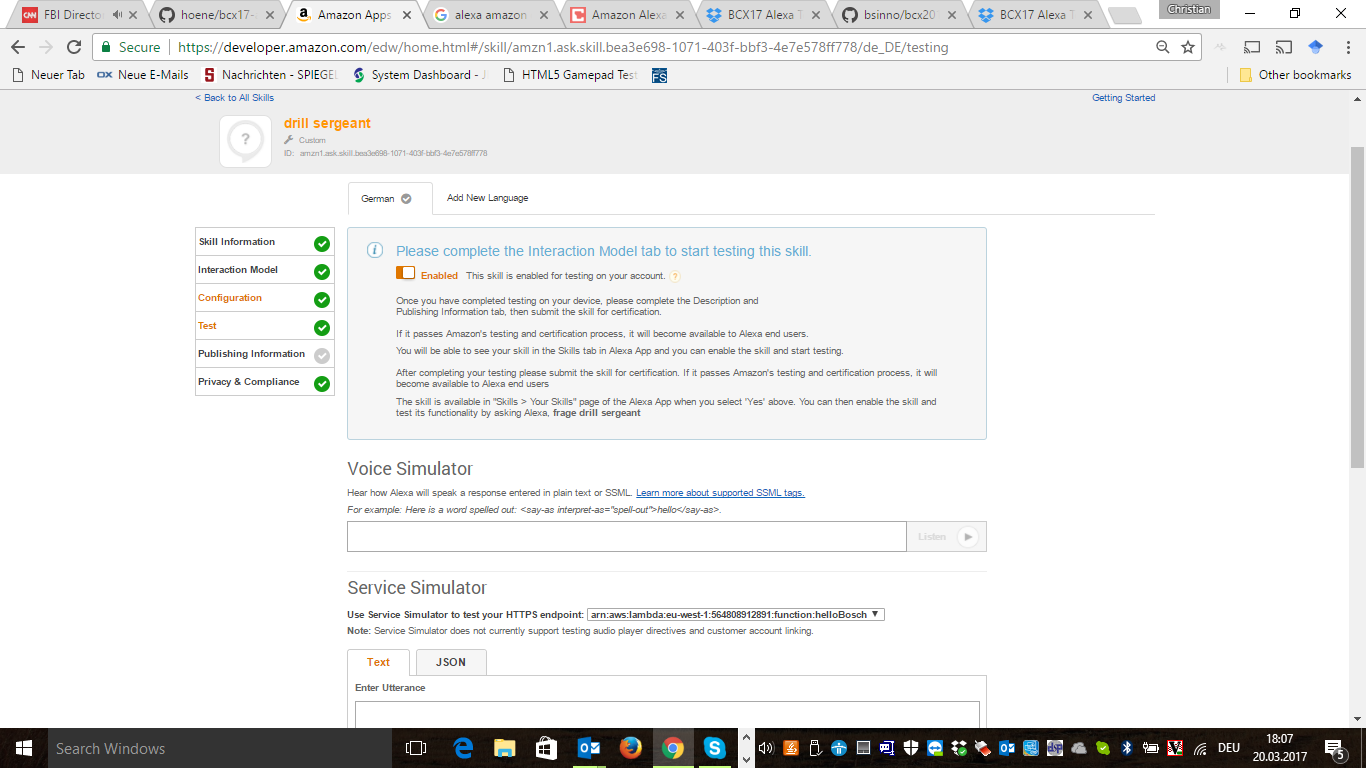 FBI Directo
hoene/bcx17-
Amazon Apps
alexa amazon
Amazon Alexa
BCX17 Alexa T
bsinno/bcx20
BCX17 Alexa T
Christian
Secure
https://developer.amazon.com/edw/home.html#/skill/amzn1.ask.skill.bea3e698-1071-403f-bbf3-4e7e578ff778/de_DE/testing
Neuer Tab
Neue E-Mails
Nachrichten - SPIEGEL
System Dashboard -
HTML5 Gamepad Test
FS
Other bookmarks
< Back to All Skills
Getting Started
drill sergeant
Custom
ID: amzn1.ask.skill.bea3e698-1071-403f-bbf3-4e7e578ff778
German
Add New Language
Skill Information
Interaction Model
Configuration
Test
Publishing Information
Privacy & Compliance
Please complete the Interaction Model tab to start testing this skill.
Enabled This skill is enabled for testing on your account. ?
Once you have completed testing on your device, please complete the Description and
Publishing Information tab, then submit the skill for certification.
If it passes Amazon's testing and certification process, it will become available to Alexa end users.
You will be able to see your skill in the Skills tab in Alexa App and you can enable the skill and start testing.
After completing your testing please submit the skill for certification. If it passes Amazon's testing and certification process, it will
become available to Alexa end users
The skill is available in "Skills > Your Skills" page of the Alexa App when you select 'Yes' above. You can then enable the skill and
test its functionality by asking Alexa, frage drill sergeant
Voice Simulator
Hear how Alexa will speak a response entered in plain text or SSML. Learn more about supported SSML tags.
For example: Here is a word spelled out: <say-as interpret-as="spell-out">hello</say-as>.
Listen
Service Simulator
Use Service Simulator to test your HTTPS endpoint: arn:aws:lambda:eu-west-1:564808912891:function:helloBosch
Note: Service Simulator does not currently support testing audio player directives and customer account linking.
Text
JSON
Enter Utterance
Search Windows
DEU
18:07
20.03.2017
5